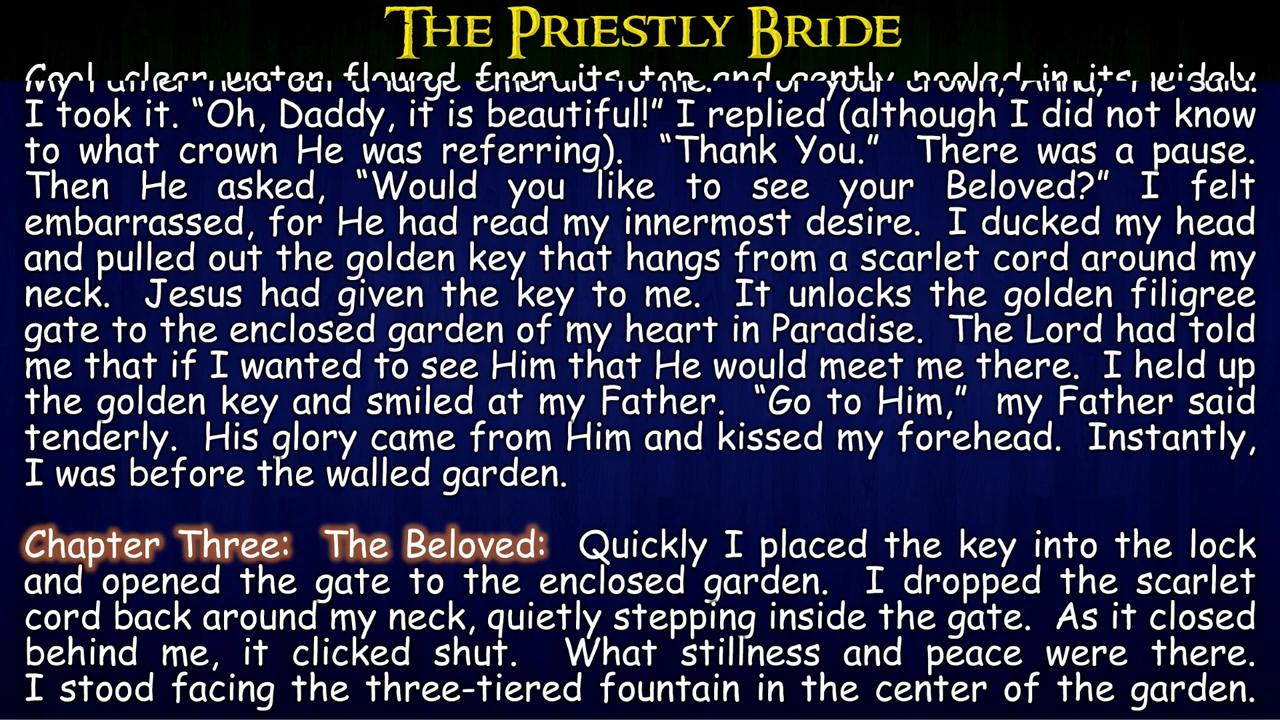 The Priestly Bride
"For your crown, Anna," He said.
I took it. “Oh, Daddy, it is beautiful!” I replied (although I did not know
to what crown He was referring). “Thank You.” There was a pause.
Then He asked, “Would you like to see your Beloved?” I felt
embarrassed, for He had read my innermost desire. I ducked my head
and pulled out the golden key that hangs from a scarlet cord around my
neck. Jesus had given the key to me. It unlocks the golden filigree
gate to the enclosed garden of my heart in Paradise. The Lord had told
me that if I wanted to see Him that He would meet me there. I held up
the golden key and smiled at my Father. “Go to Him,” my Father said
tenderly. His glory came from Him and kissed my forehead. Instantly,
I was before the walled garden.
Chapter Three: The Beloved: Quickly I placed the key into the lock
and opened the gate to the enclosed garden. I dropped the scarlet
cord back around my neck, quietly stepping inside the gate. As it closed
behind me, it clicked shut. What stillness and peace were there.
I stood facing the three-tiered fountain in the center of the garden.